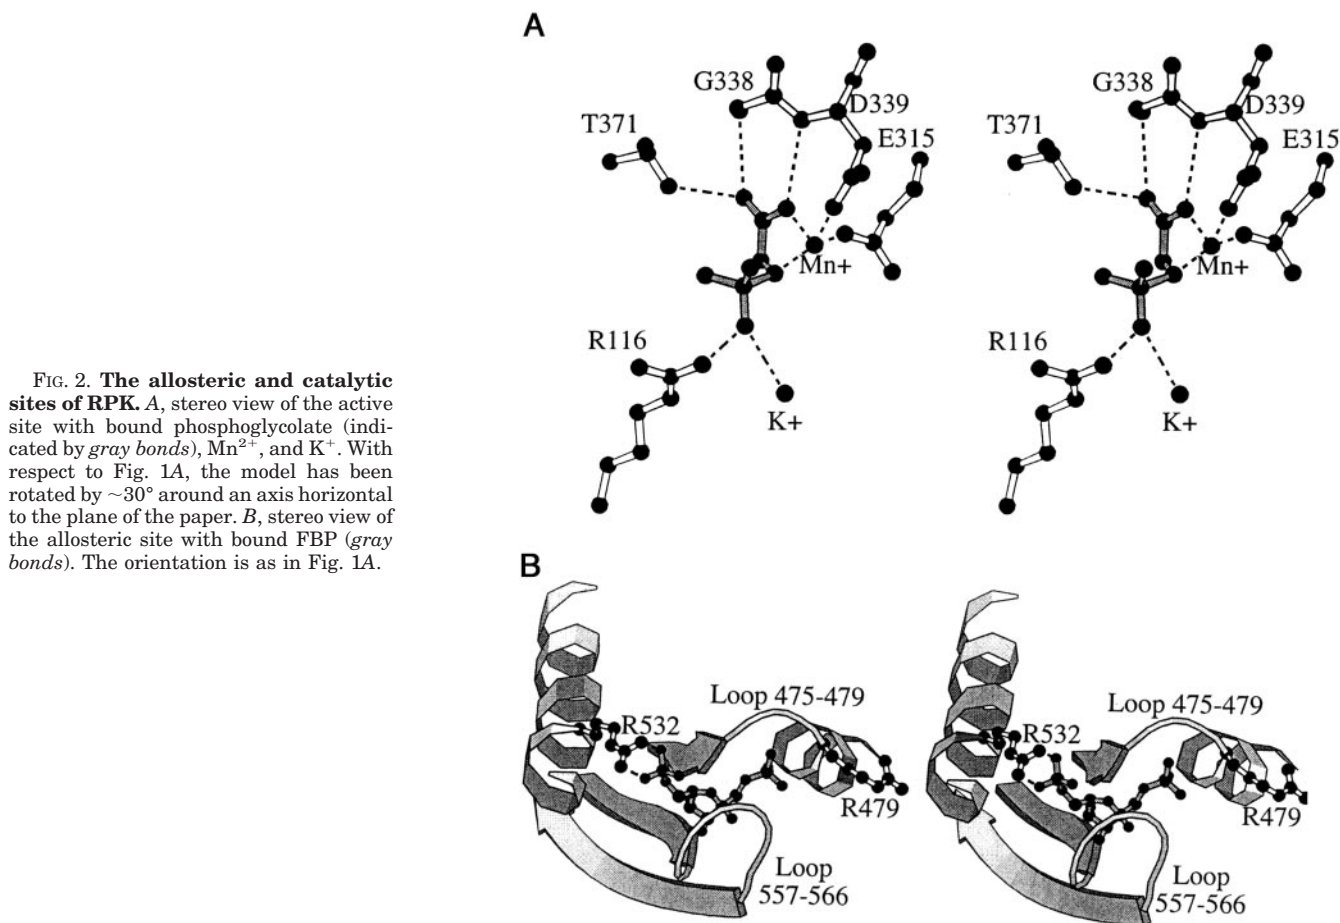 FIG. 2. The allosteric and catalytic
sites of RPK. A, stereo view of the active
site with bound phosphoglycolate (indi-
cated by gray bonds), Mn²⁺, and K⁺. With
respect to Fig. 1A, the model has been
rotated by ~30° around an axis horizontal
to the plane of the paper. B, stereo view of
the allosteric site with bound FBP (gray
bonds). The orientation is as in Fig. 1A.
A
G338
D339
T371
E315
Mn+
R116
K+
G338
D339
T371
E315
Mn+
R116
K+
B
Loop 475-479
R532
R479
Loop
557-566
Loop 475-479
R532
R479
Loop
557-566